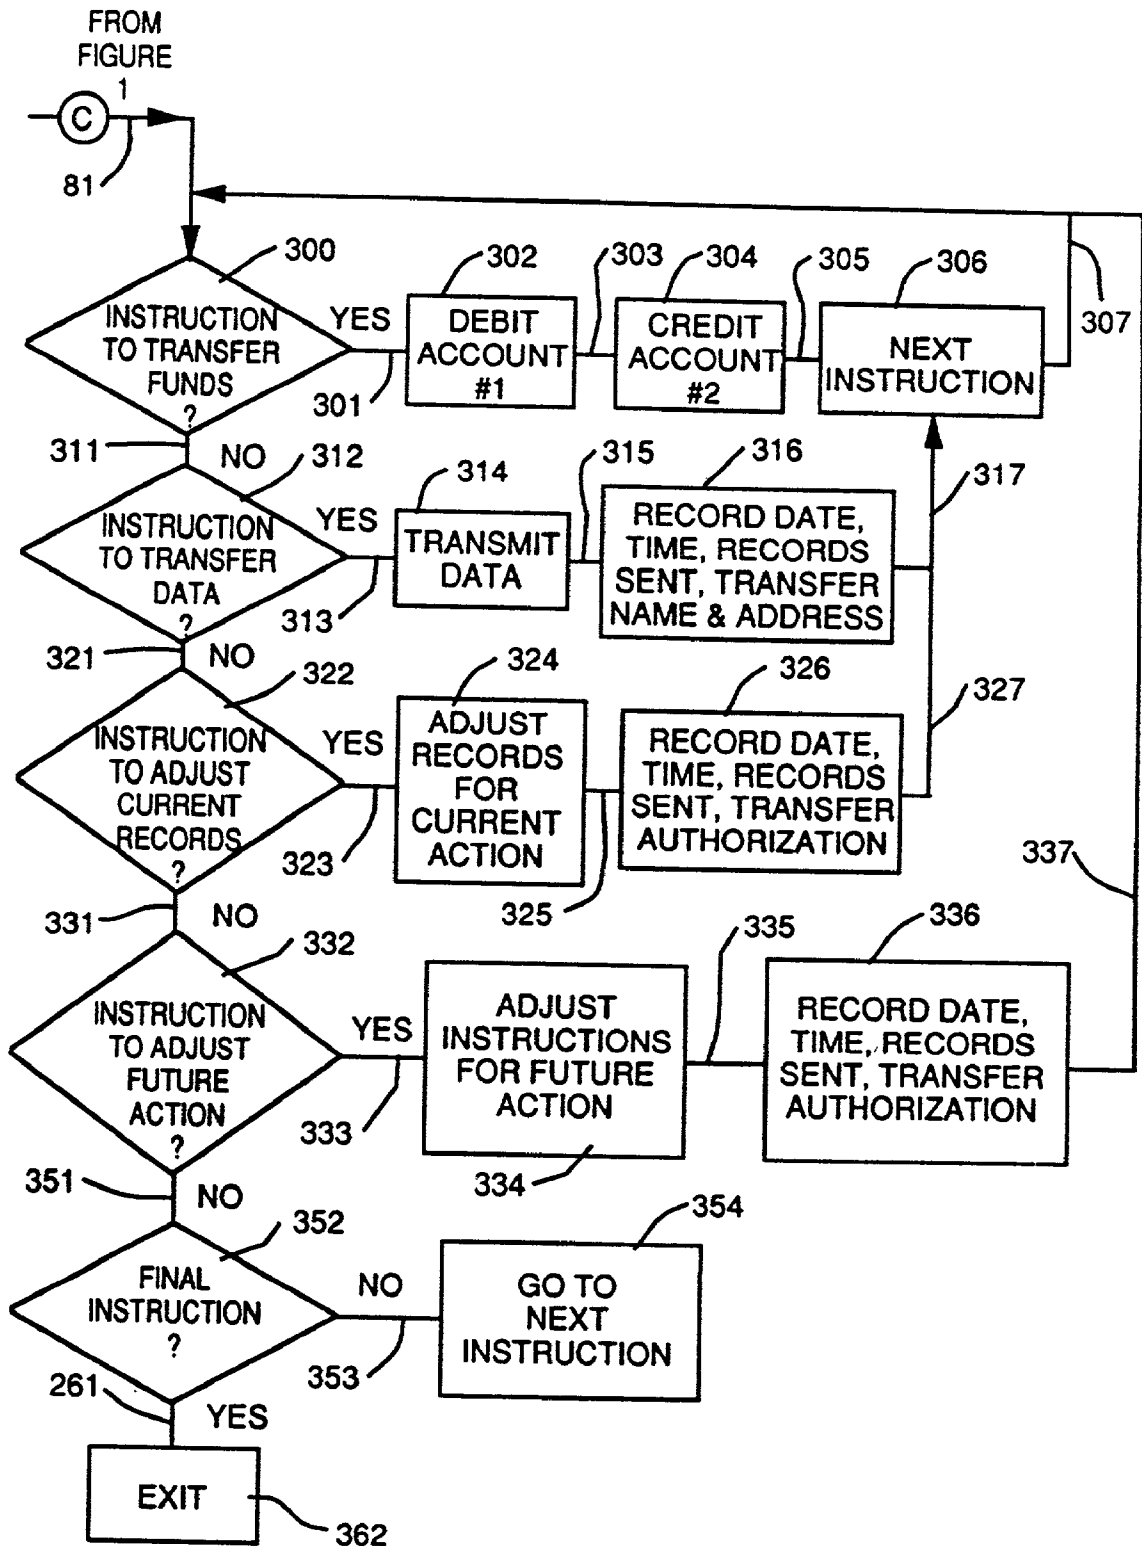 FROM
FIGURE
1
C
81
300
INSTRUCTION
TO TRANSFER
FUNDS
?
YES
301
302
DEBIT
ACCOUNT
#1
303
304
CREDIT
ACCOUNT
#2
305
306
NEXT
INSTRUCTION
307
311
NO
312
INSTRUCTION
TO TRANSFER
DATA
?
YES
313
314
TRANSMIT
DATA
315
316
RECORD DATE,
TIME, RECORDS
SENT, TRANSFER
NAME & ADDRESS
317
321
NO
322
INSTRUCTION
TO ADJUST
CURRENT
RECORDS
?
YES
323
324
ADJUST
RECORDS
FOR
CURRENT
ACTION
325
326
RECORD DATE,
TIME, RECORDS
SENT, TRANSFER
AUTHORIZATION
327
337
331
NO
332
INSTRUCTION
TO ADJUST
FUTURE
ACTION
?
YES
333
ADJUST
INSTRUCTIONS
FOR FUTURE
ACTION
334
335
336
RECORD DATE,
TIME, RECORDS
SENT, TRANSFER
AUTHORIZATION
351
NO
352
FINAL
INSTRUCTION
?
NO
353
354
GO TO
NEXT
INSTRUCTION
261
YES
EXIT
362